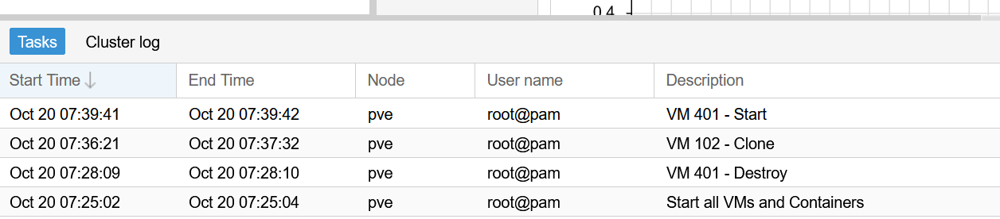 0.4
Tasks Cluster log
Start Time End Time Node User name Description
Oct 20 07:39:41 Oct 20 07:39:42 pve root@pam VM 401 - Start
Oct 20 07:36:21 Oct 20 07:37:32 pve root@pam VM 102 - Clone
Oct 20 07:28:09 Oct 20 07:28:10 pve root@pam VM 401 - Destroy
Oct 20 07:25:02 Oct 20 07:25:04 pve root@pam Start all VMs and Containers